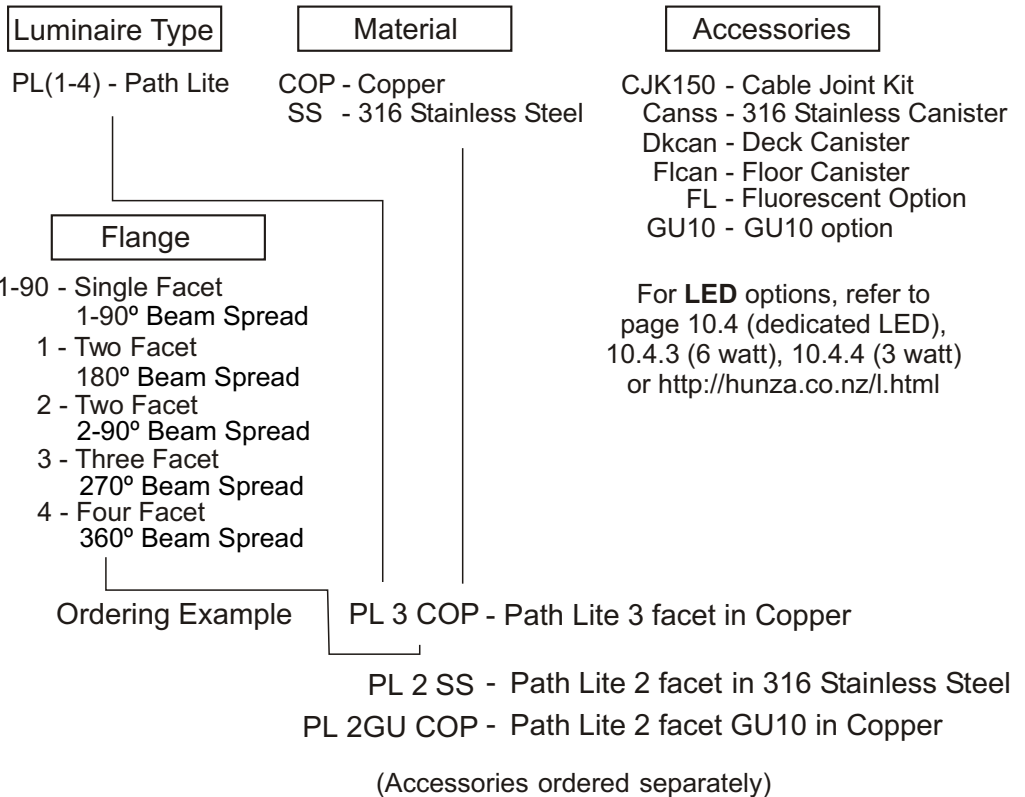 Luminaire Type
PL(1-4) - Path Lite
Material
COP - Copper
SS - 316 Stainless Steel
Accessories
CJK150 - Cable Joint Kit
Canss - 316 Stainless Canister
Dkcan - Deck Canister
Flcan - Floor Canister
FL - Fluorescent Option
GU10 - GU10 option
For LED options, refer to
page 10.4 (dedicated LED),
10.4.3 (6 watt), 10.4.4 (3 watt)
or http://hunza.co.nz/l.html
Flange
1-90 - Single Facet
1-90º Beam Spread
1 - Two Facet
180º Beam Spread
2 - Two Facet
2-90º Beam Spread
3 - Three Facet
270º Beam Spread
4 - Four Facet
360º Beam Spread
Ordering Example
PL 3 COP - Path Lite 3 facet in Copper
PL 2 SS - Path Lite 2 facet in 316 Stainless Steel
PL 2GU COP - Path Lite 2 facet GU10 in Copper
(Accessories ordered separately)